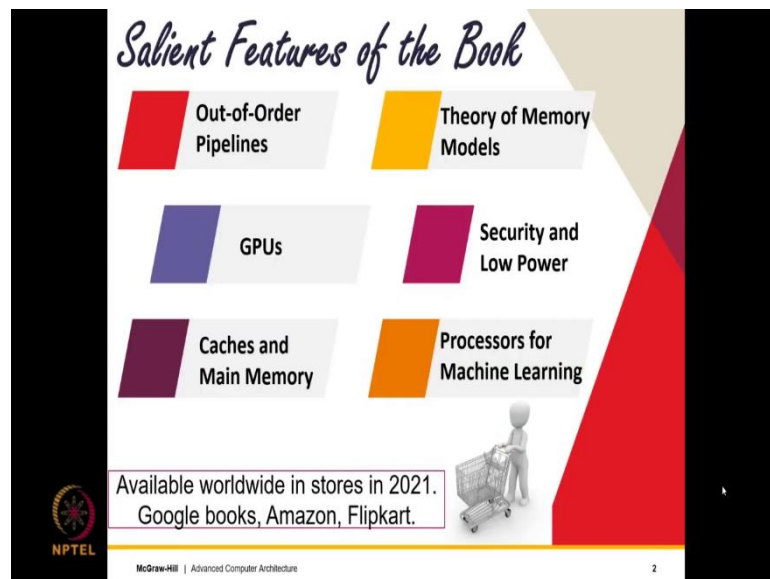 Salient Features of the Book
Out-of-Order
Pipelines
Theory of Memory
Models
GPUs
Security and
Low Power
Caches and
Main Memory
Processors for
Machine Learning
Available worldwide in stores in 2021.
Google books, Amazon, Flipkart.
NPTEL
McGraw-Hill | Advanced Computer Architecture
2